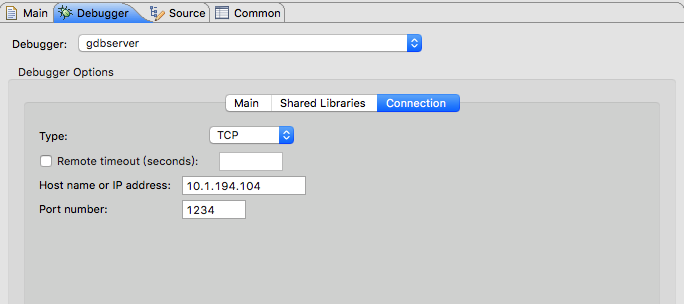 Main Debugger Source Common
Debugger: gdbserver
Debugger Options
Main Shared Libraries Connection
Type: TCP
Remote timeout (seconds):
Host name or IP address: 10.1.194.104
Port number: 1234